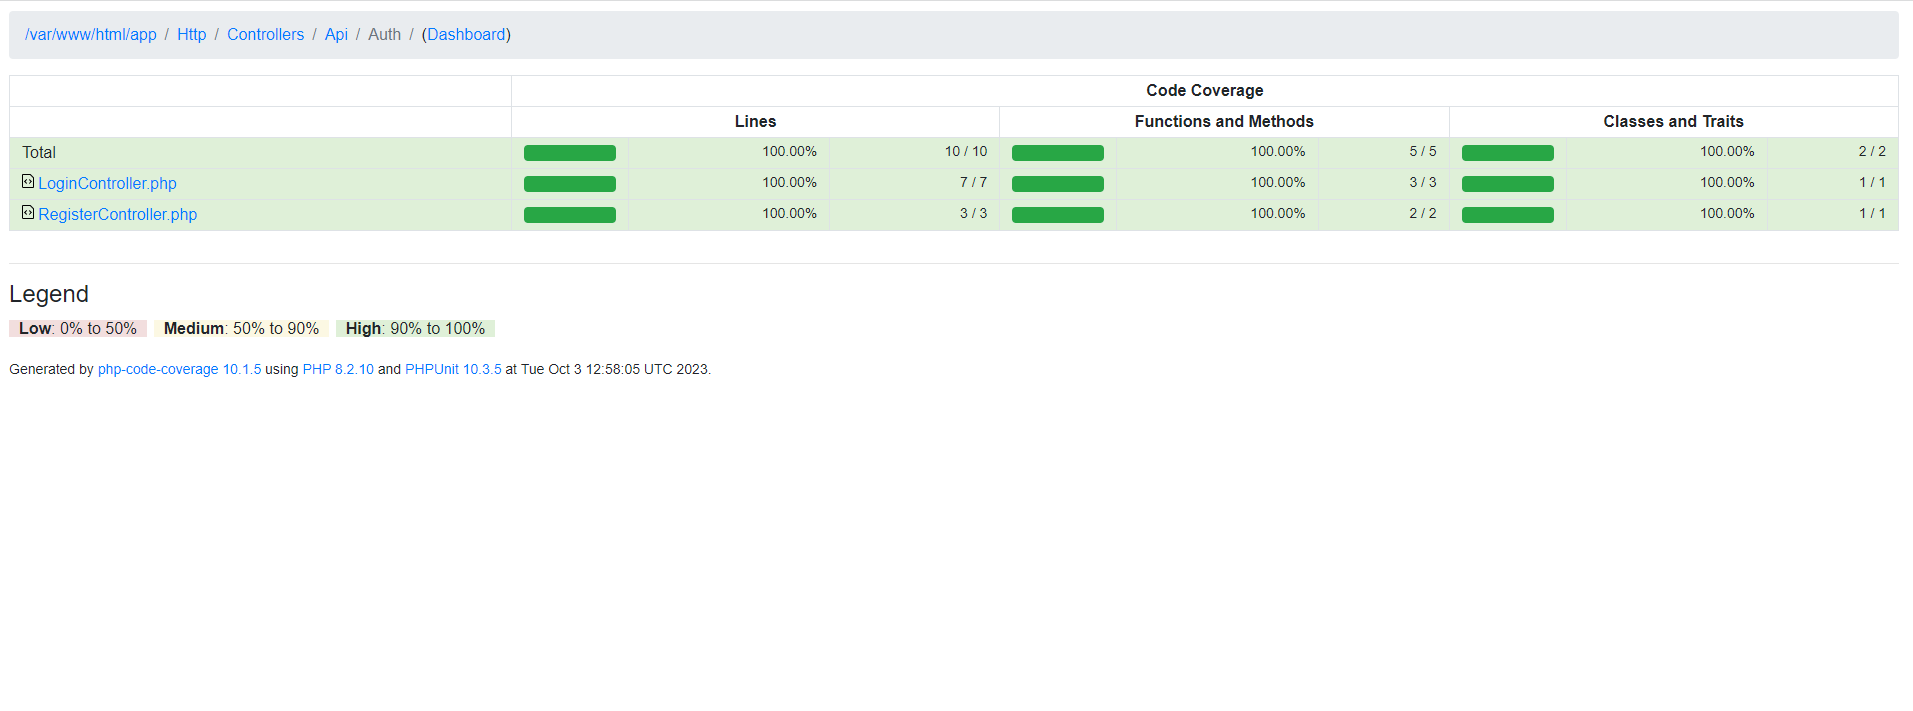 /var/www/html/app / Http / Controllers / Api / Auth / (Dashboard)
Code Coverage
Lines Functions and Methods Classes and Traits
Total 100.00% 10 / 10 100.00% 5 / 5 100.00% 2 / 2
LoginController.php 100.00% 7 / 7 100.00% 3 / 3 100.00% 1 / 1
RegisterController.php 100.00% 3 / 3 100.00% 2 / 2 100.00% 1 / 1
Legend
Low: 0% to 50% Medium: 50% to 90% High: 90% to 100%
Generated by php-code-coverage 10.1.5 using PHP 8.2.10 and PHPUnit 10.3.5 at Tue Oct 3 12:58:05 UTC 2023.